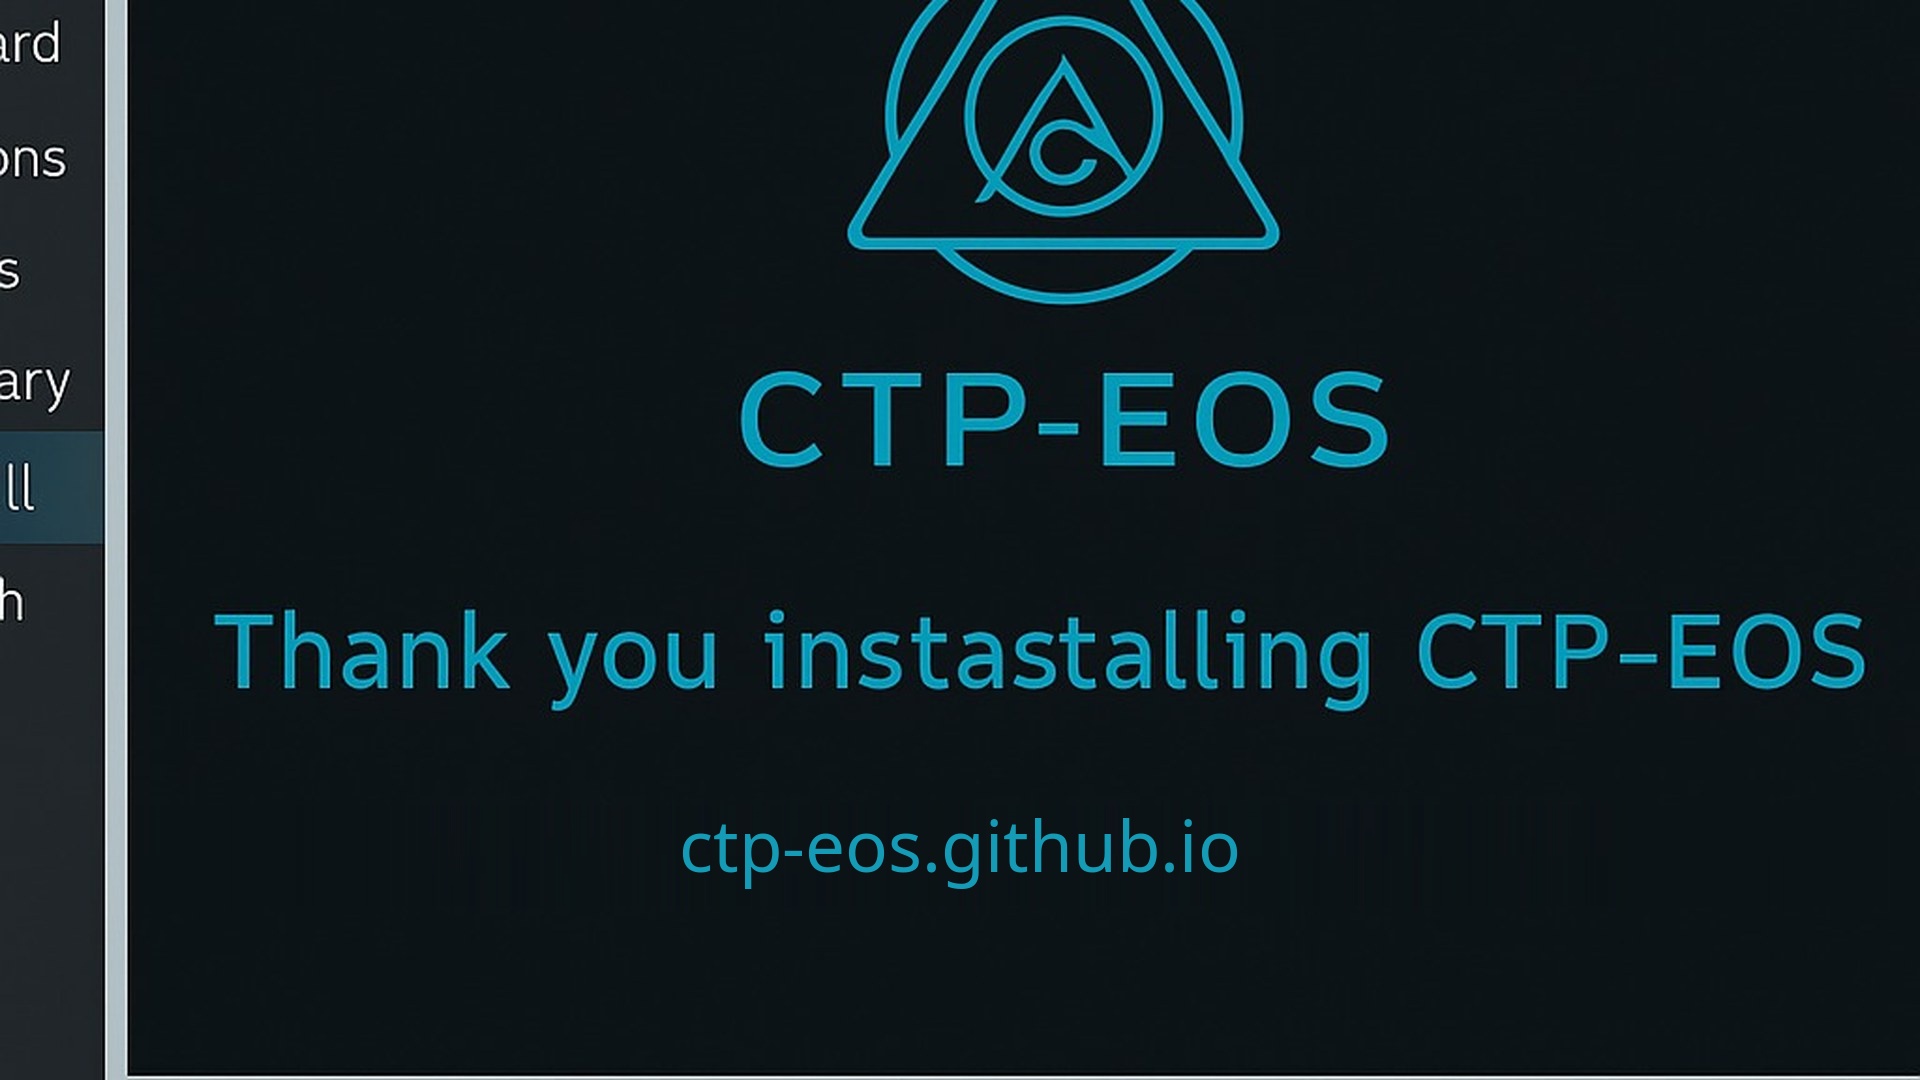 ard
ons
s
ary
ll
h
CTP-EOS
Thank you instastalling CTP-EOS
ctp-eos.github.io